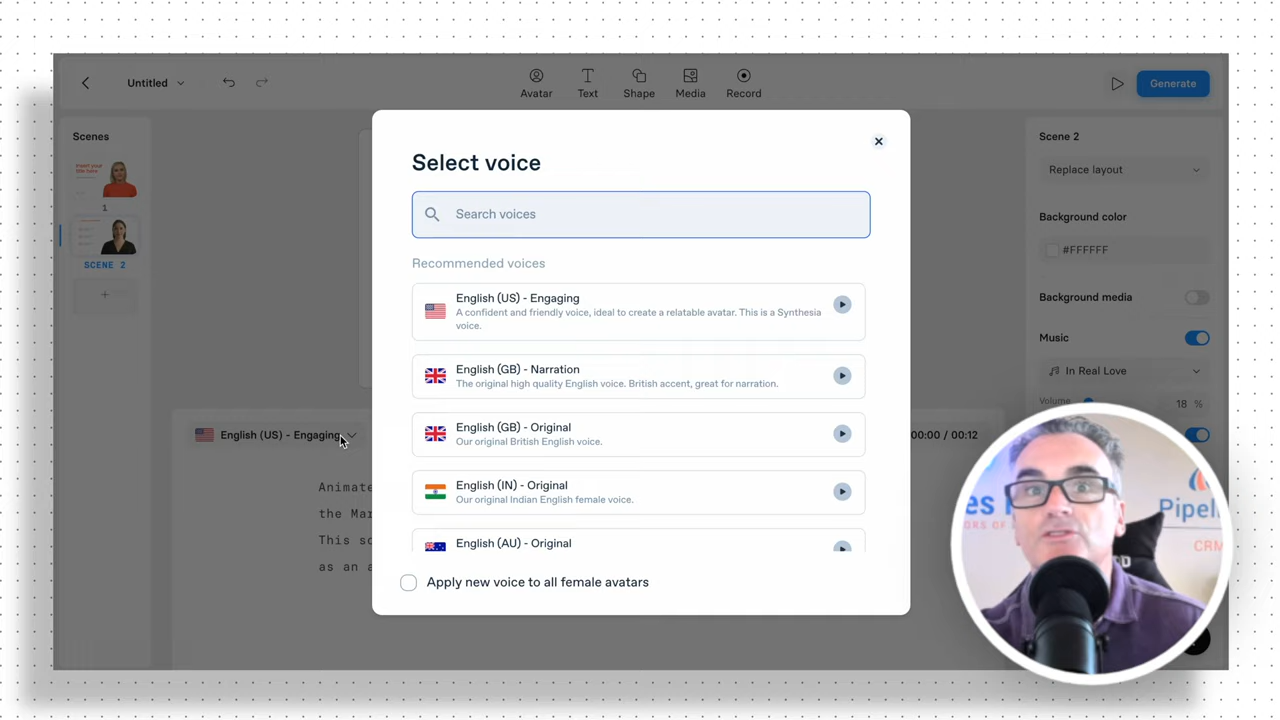 Untitled
Avatar
Text
Shape
Media
Record
Generate
Scenes
1
SCENE 2
Select voice
Search voices
Recommended voices
English (US) - Engaging
A confident and friendly voice, ideal to create a relatable avatar. This is a Synthesia
voice.
English (GB) - Narration
The original high quality English voice. British accent, great for narration.
English (GB) - Original
Our original British English voice.
English (IN) - Original
Our original Indian English female voice.
English (AU) - Original
Apply new voice to all female avatars
English (US) - Engaging
00:00 / 00:12
Animate
the Mar
This so
as an a
Scene 2
Replace layout
Background color
#FFFFFF
Background media
Music
In Real Love
Volume
18 %
CRM